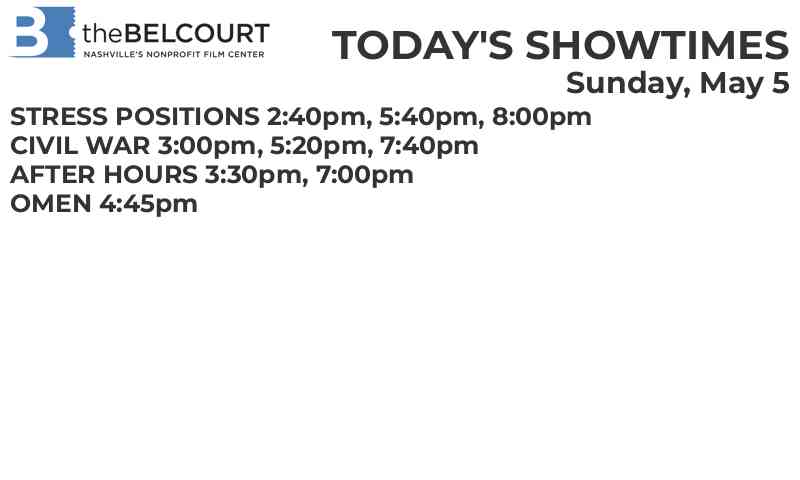 B theBELCOURT
NASHVILLE'S NONPROFIT FILM CENTER
TODAY'S SHOWTIMES
Sunday, May 5
STRESS POSITIONS 2:40pm, 5:40pm, 8:00pm
CIVIL WAR 3:00pm, 5:20pm, 7:40pm
AFTER HOURS 3:30pm, 7:00pm
OMEN 4:45pm